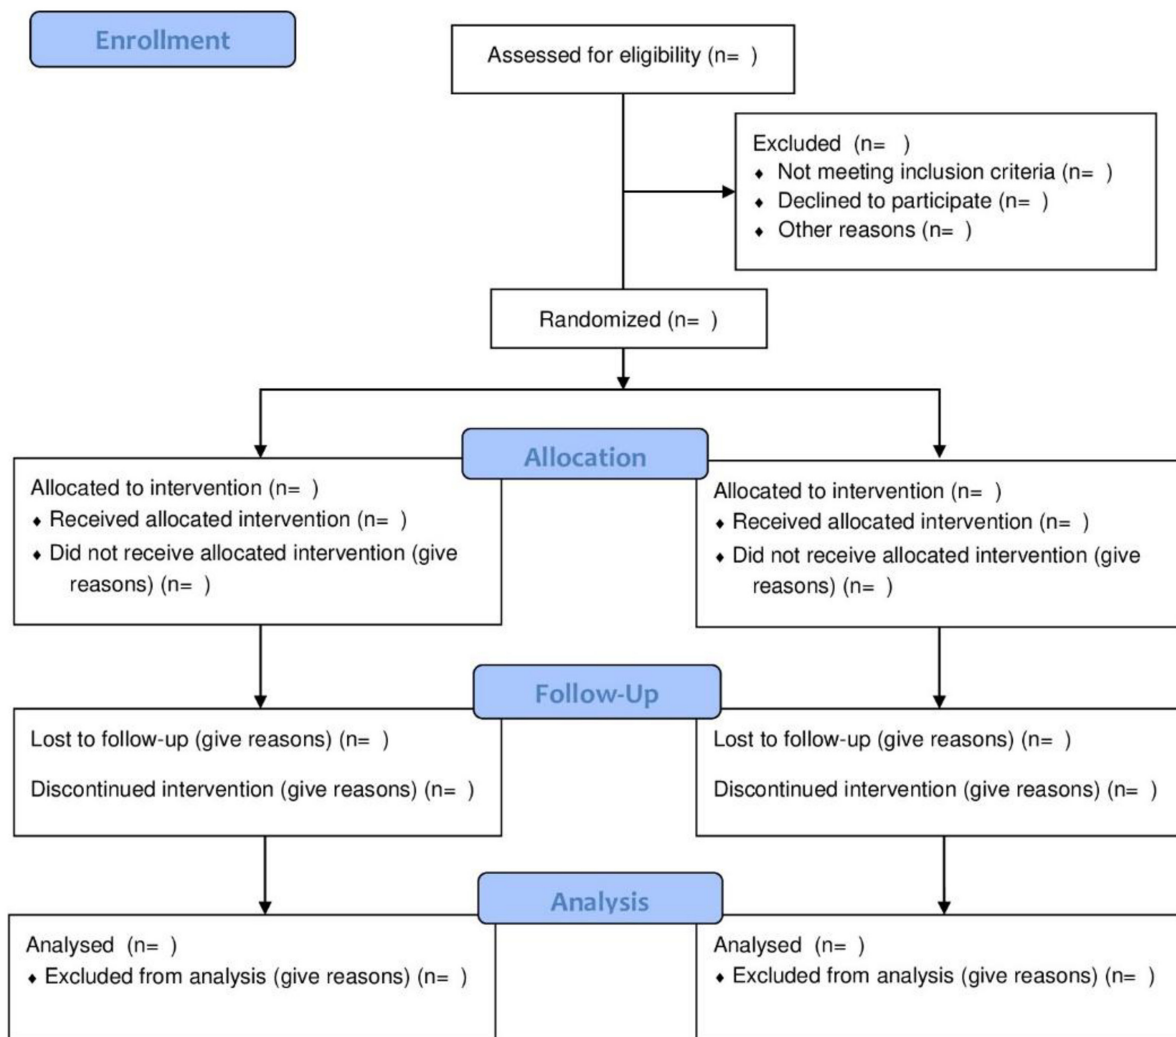 Enrollment
Assessed for eligibility (n=  )
Excluded  (n=   )
♦ Not meeting inclusion criteria (n=  )
♦ Declined to participate (n=  )
♦ Other reasons (n=  )
Randomized (n=  )
Allocation
Allocated to intervention (n=  )
♦ Received allocated intervention (n=  )
♦ Did not receive allocated intervention (give
reasons) (n=  )
Allocated to intervention (n=  )
♦ Received allocated intervention (n=  )
♦ Did not receive allocated intervention (give
reasons) (n=  )
Follow-Up
Lost to follow-up (give reasons) (n=  )
Discontinued intervention (give reasons) (n=  )
Lost to follow-up (give reasons) (n=  )
Discontinued intervention (give reasons) (n=  )
Analysis
Analysed  (n=  )
♦ Excluded from analysis (give reasons) (n=  )
Analysed  (n=  )
♦ Excluded from analysis (give reasons) (n=  )